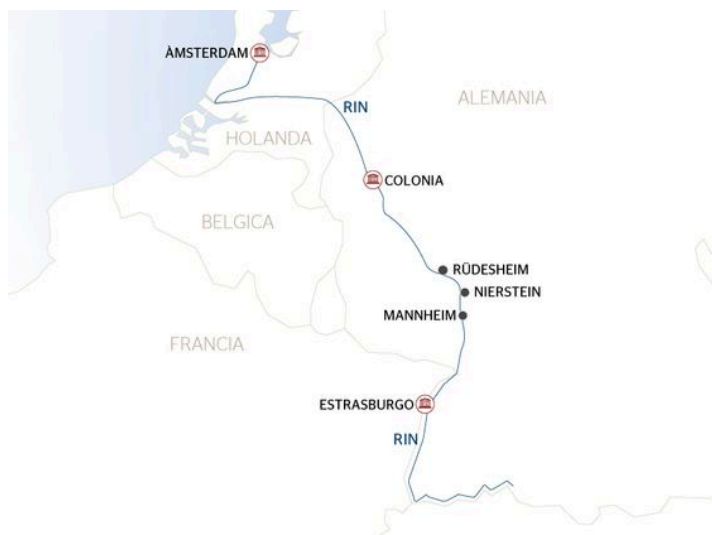 ÀMSTERDAM
RIN
ALEMANIA
HOLANDA
COLONIA
BELGICA
RÜDESHEIM
NIERSTEIN
MANNHEIM
FRANCIA
ESTRASBURGO
RIN